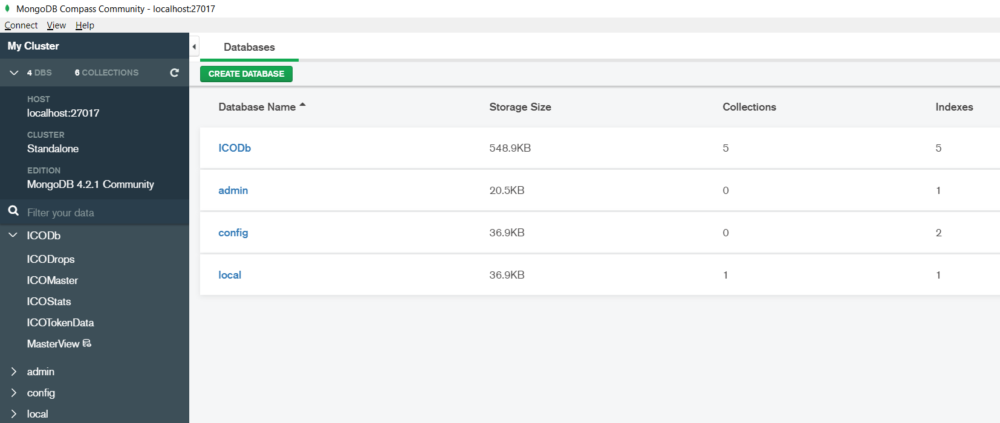 MongoDB Compass Community - localhost:27017
Connect View Help
My Cluster
4 DBS 6 COLLECTIONS
HOST
localhost:27017
CLUSTER
Standalone
EDITION
MongoDB 4.2.1 Community
Filter your data
ICODb
ICODrops
ICOMaster
ICOStats
ICOTokenData
MasterView
admin
config
local
Databases
CREATE DATABASE
Database Name Storage Size Collections Indexes
ICODb 548.9KB 5 5
admin 20.5KB 0 1
config 36.9KB 0 2
local 36.9KB 1 1